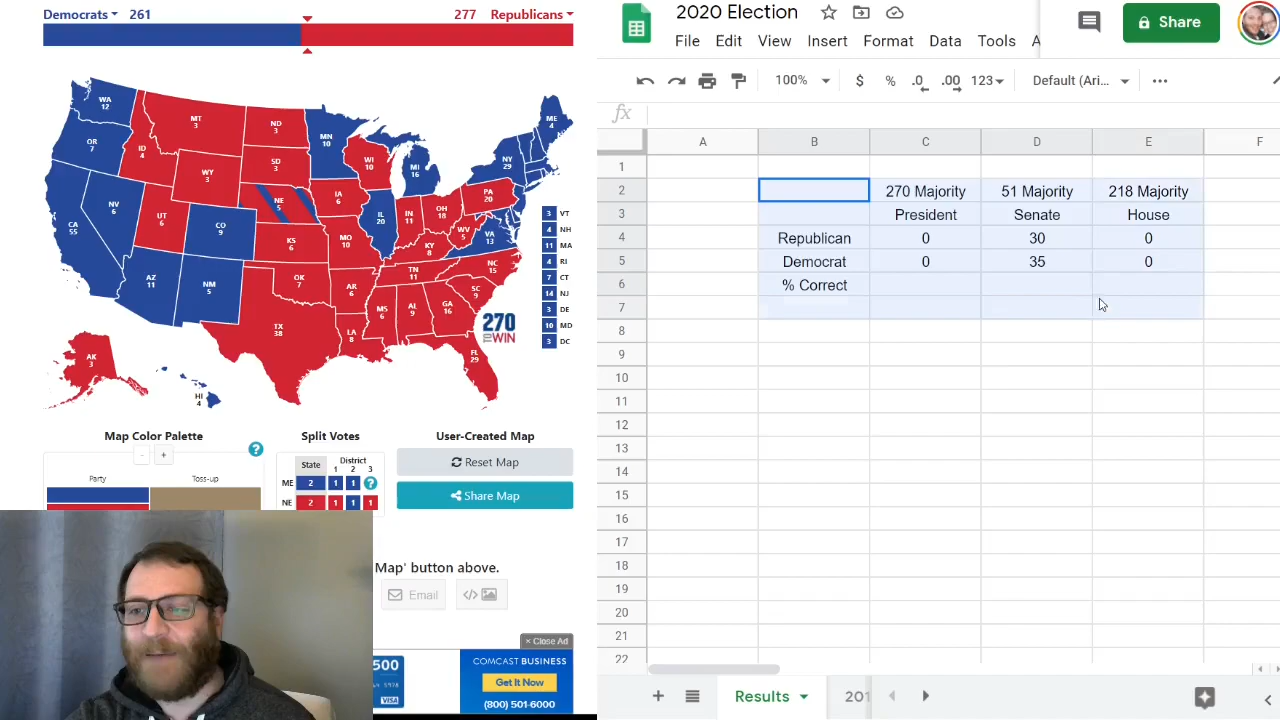 Democrats 261
277 Republicans
WA 12
OR 7
CA 55
NV 6
ID 4
MT 3
WY 3
UT 6
AZ 11
CO 9
NM 5
ND 3
SD 3
NE 5
KS 6
OK 7
TX 38
MN 10
IA 6
MO 10
AR 6
LA 8
WI 10
IL 20
MI 16
IN 11
OH 18
KY 8
TN 11
MS 6
AL 9
GA 16
FL 29
SC 9
NC 15
VA 13
WV 5
PA 20
NY 29
ME 4
AK 3
HI 4
3 VT
4 NH
11 MA
4 RI
7 CT
14 NJ
3 DE
10 MD
3 DC
270
TO WIN
Map Color Palette
?
- +
Party Toss-up
Split Votes
District
State 1 2 3
ME 2 1 1 ?
NE 2 1 1 1
User-Created Map
Reset Map
Share Map
Map' button above.
Email
</>
× Close Ad
500
VISA
COMCAST BUSINESS
Get It Now
(800) 501-6000
2020 Election
File Edit View Insert Format Data Tools A
Share
100% $ % .0 .00 123 Default (Ari...
fx
A B C D E F
1
2 270 Majority 51 Majority 218 Majority
3 President Senate House
4 Republican 0 30 0
5 Democrat 0 35 0
6 % Correct
7
8
9
10
11
12
13
14
15
16
17
18
19
20
21
22
+ Results 201